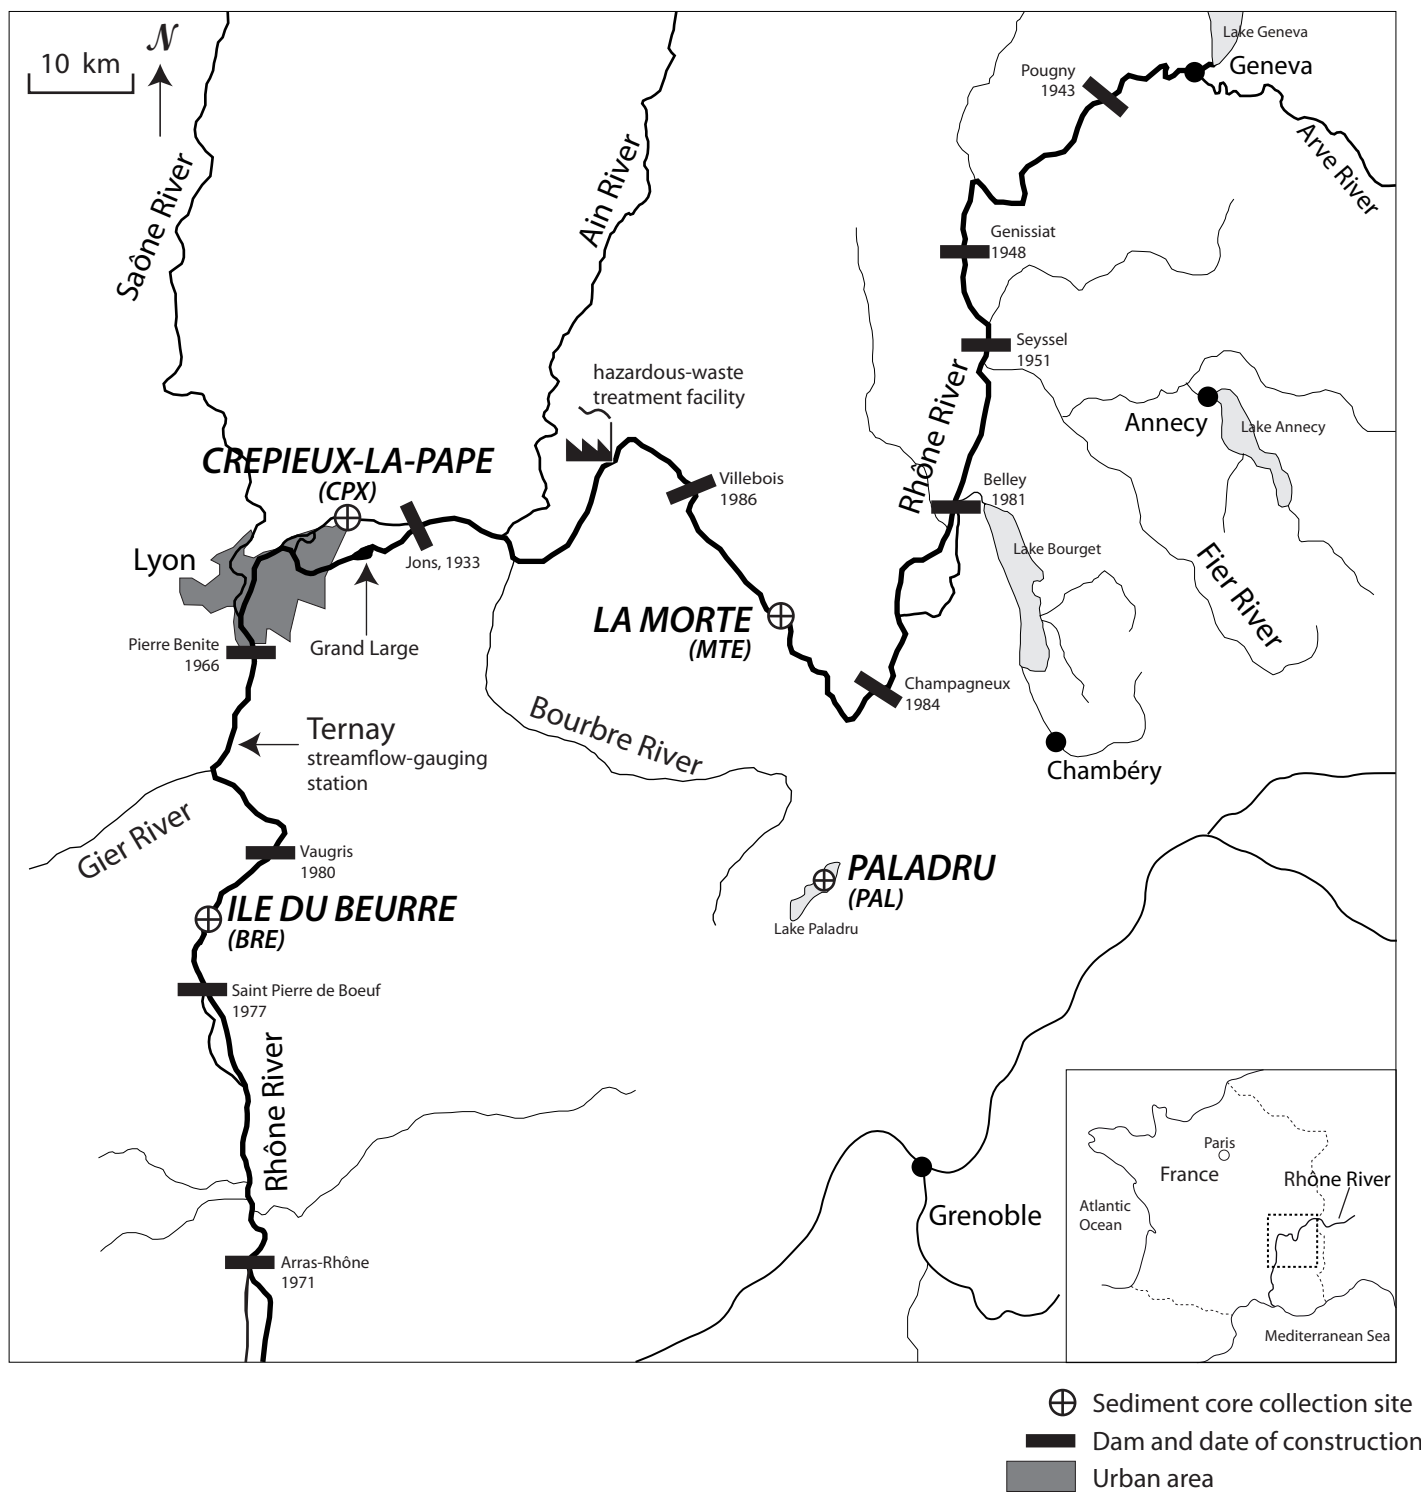 N
10 km
Lake Geneva
Geneva
Pougny
1943
Arve River
Saône River
Ain River
Genissiat
1948
Seyssel
1951
Rhône River
hazardous-waste
treatment facility
Annecy
Lake Annecy
CREPIEUX-LA-PAPE
(CPX)
Villebois
1986
Belley
1981
Lake Bourget
Fier River
Lyon
Jons, 1933
Grand Large
LA MORTE
(MTE)
Pierre Benite
1966
Champagneux
1984
Bourbre River
Ternay
streamflow-gauging
station
Chambéry
Gier River
Vaugris
1980
PALADRU
(PAL)
Lake Paladru
ILE DU BEURRE
(BRE)
Saint Pierre de Boeuf
1977
Rhône River
Arras-Rhône
1971
Grenoble
Paris
France
Rhône River
Atlantic
Ocean
Mediterranean Sea
Sediment core collection site
Dam and date of construction
Urban area